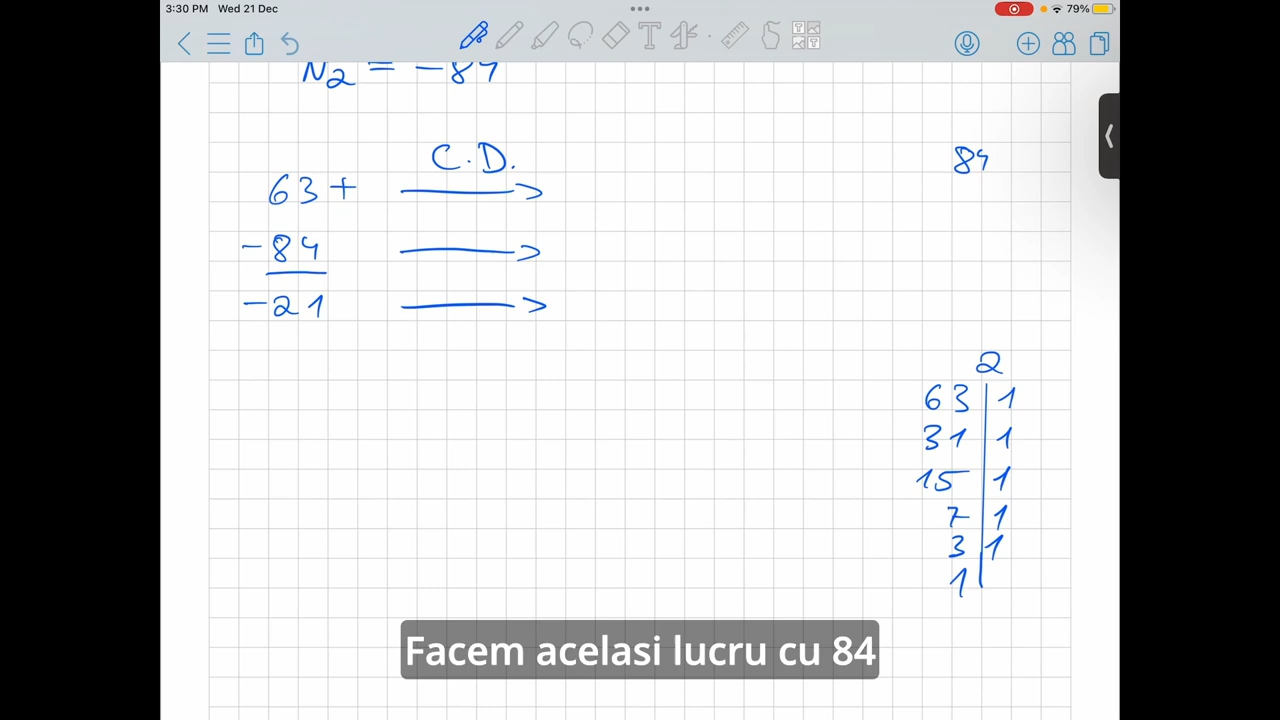 3:30 PM Wed 21 Dec
79%
N2 = -84
C.D.
84
63 +
-84
-21
2
63 | 1
31 | 1
15 | 1
7 | 1
3 | 1
1 |
Facem acelasi lucru cu 84